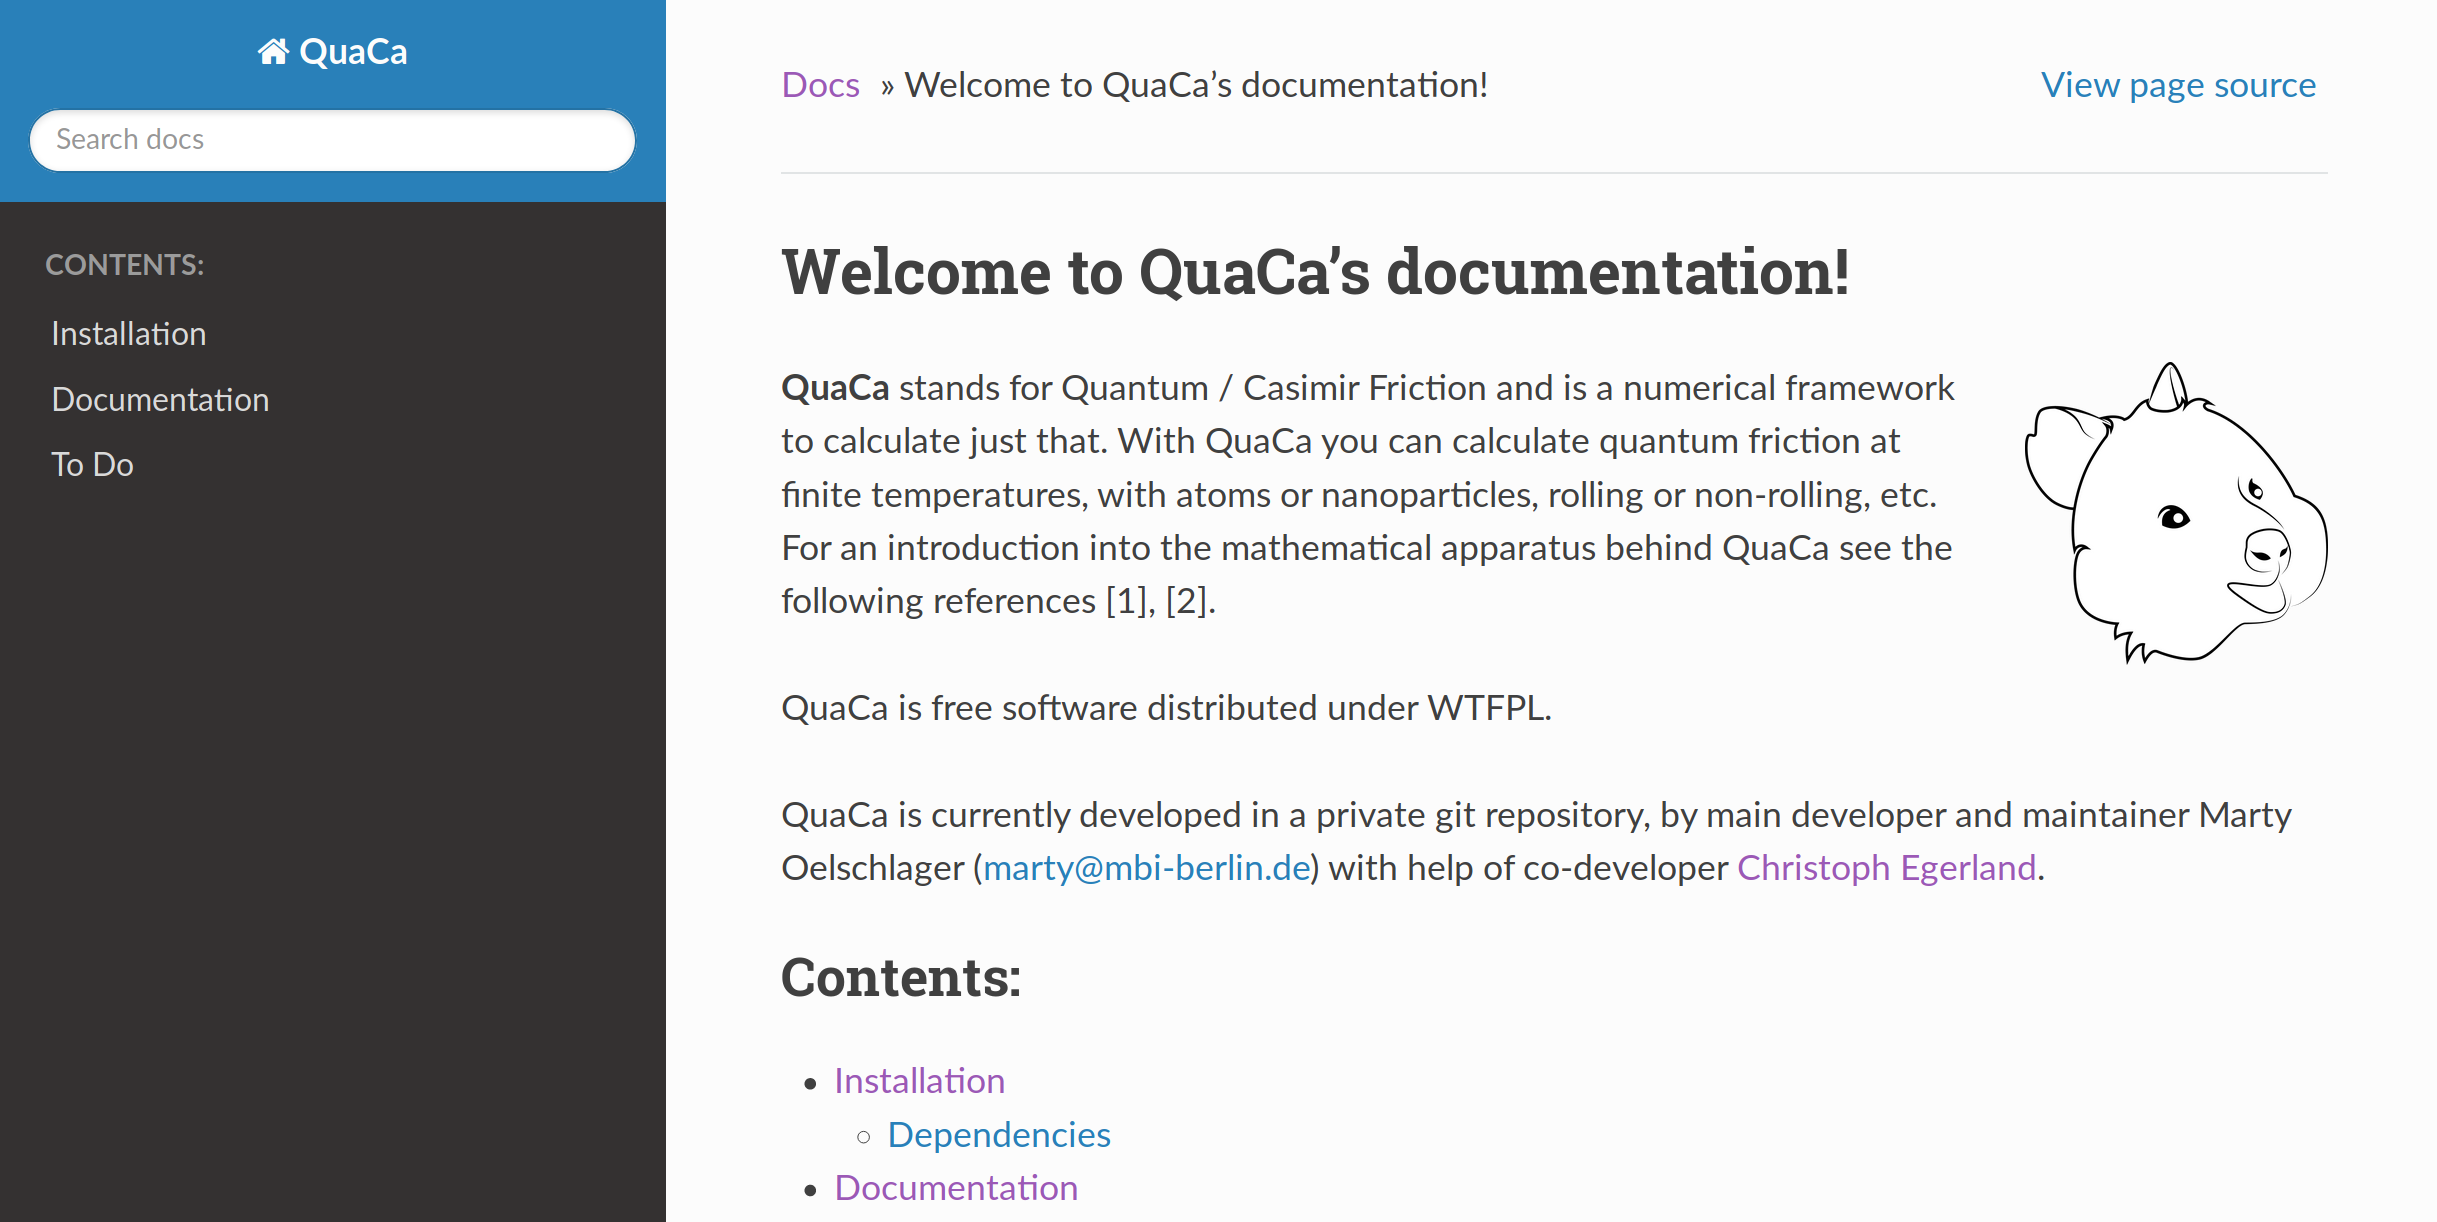 QuaCa
Search docs
CONTENTS:
Installation
Documentation
To Do
Docs » Welcome to QuaCa’s documentation!
View page source
Welcome to QuaCa’s documentation!
QuaCa stands for Quantum / Casimir Friction and is a numerical framework
to calculate just that. With QuaCa you can calculate quantum friction at
finite temperatures, with atoms or nanoparticles, rolling or non-rolling, etc.
For an introduction into the mathematical apparatus behind QuaCa see the
following references [1], [2].
QuaCa is free software distributed under WTFPL.
QuaCa is currently developed in a private git repository, by main developer and maintainer Marty
Oelschlager (marty@mbi-berlin.de) with help of co-developer Christoph Egerland.
Contents:
• Installation
◦ Dependencies
• Documentation